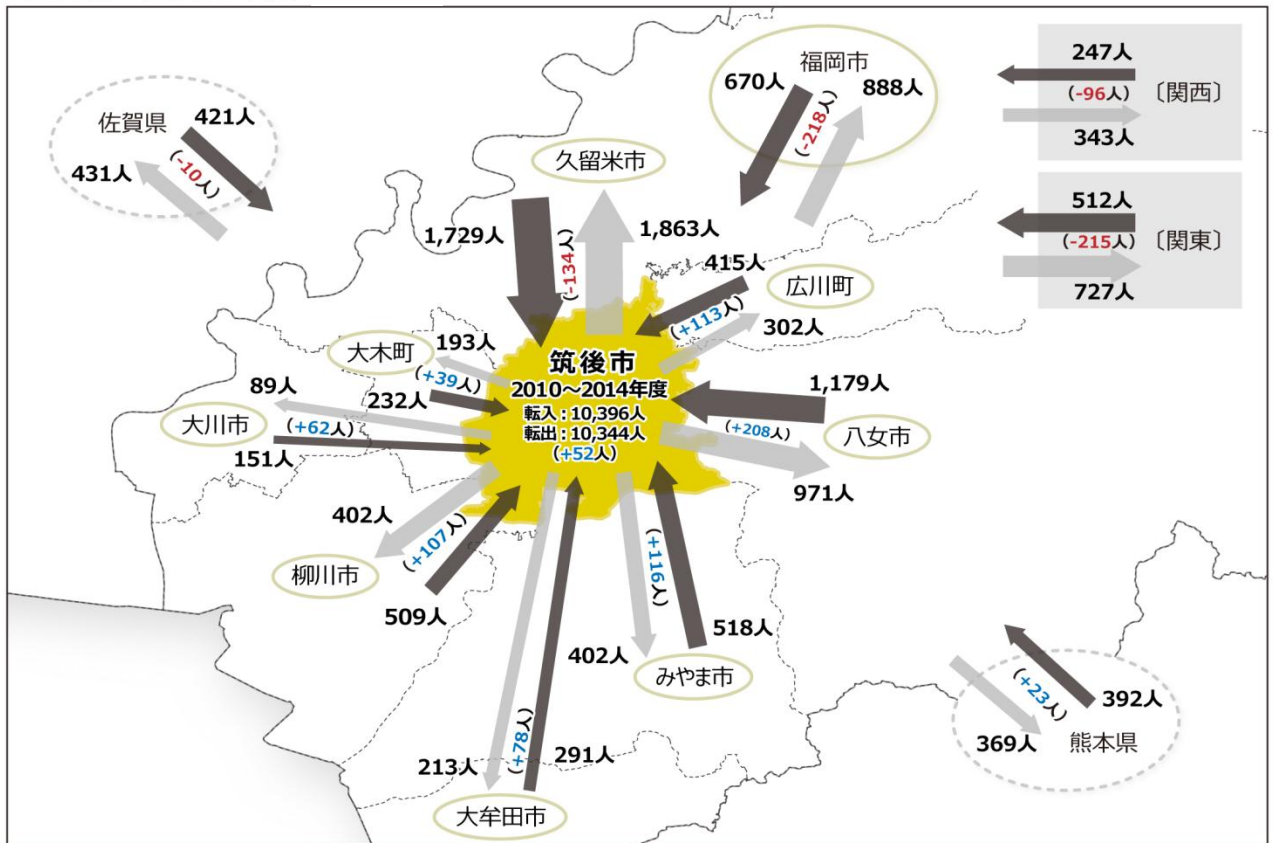 佐賀県
421人
(-10人)
431人
福岡市
670人
(-218人)
888人
247人
(-96人)
〔関西〕
343人
512人
(-215人)
〔関東〕
727人
久留米市
1,729人
(-134人)
1,863人
415人
広川町
(+113人)
302人
大木町
193人
(+39人)
232人
89人
大川市
(+62人)
151人
筑後市
2010～2014年度
転入：10,396人
転出：10,344人
(+52人)
1,179人
(+208人)
八女市
971人
402人
(+107人)
柳川市
509人
(+116人)
518人
402人
みやま市
(+78人)
213人
291人
大牟田市
(+23人)
392人
369人
熊本県